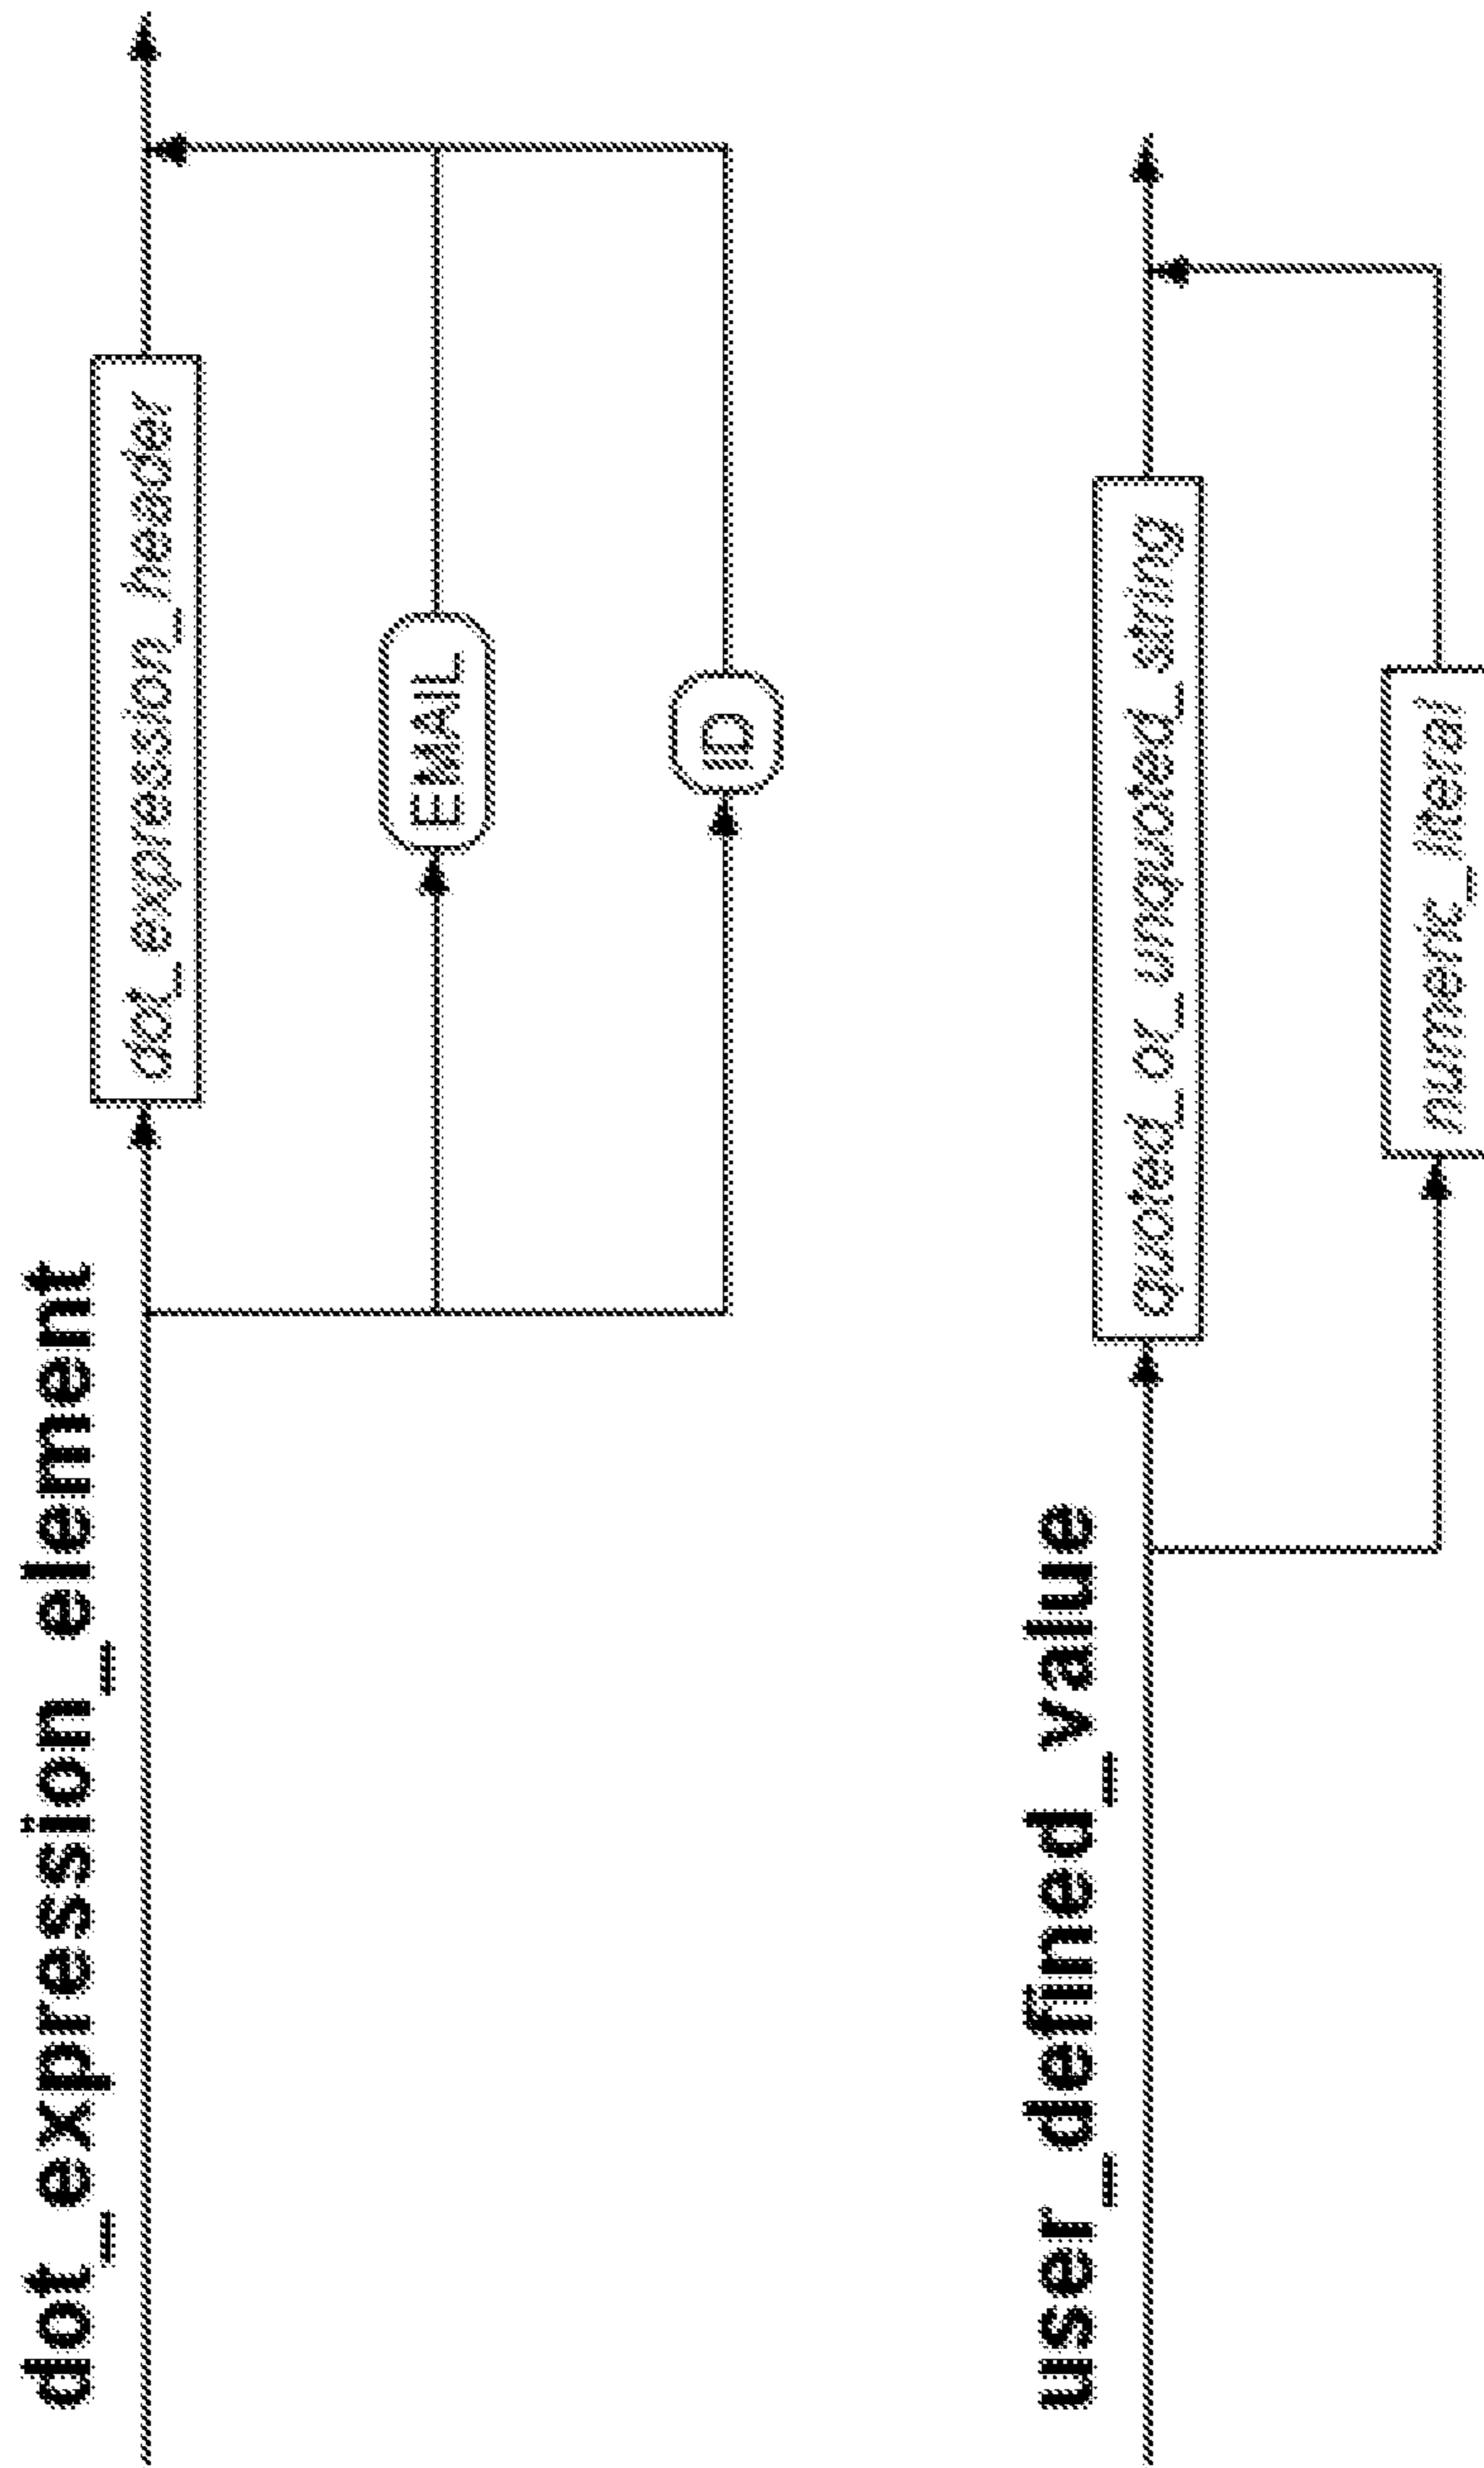 dot_expression_element
dot_expression_header
EMAIL
ID
user_defined_value
quoted_or_unquoted_string
numeric_literal